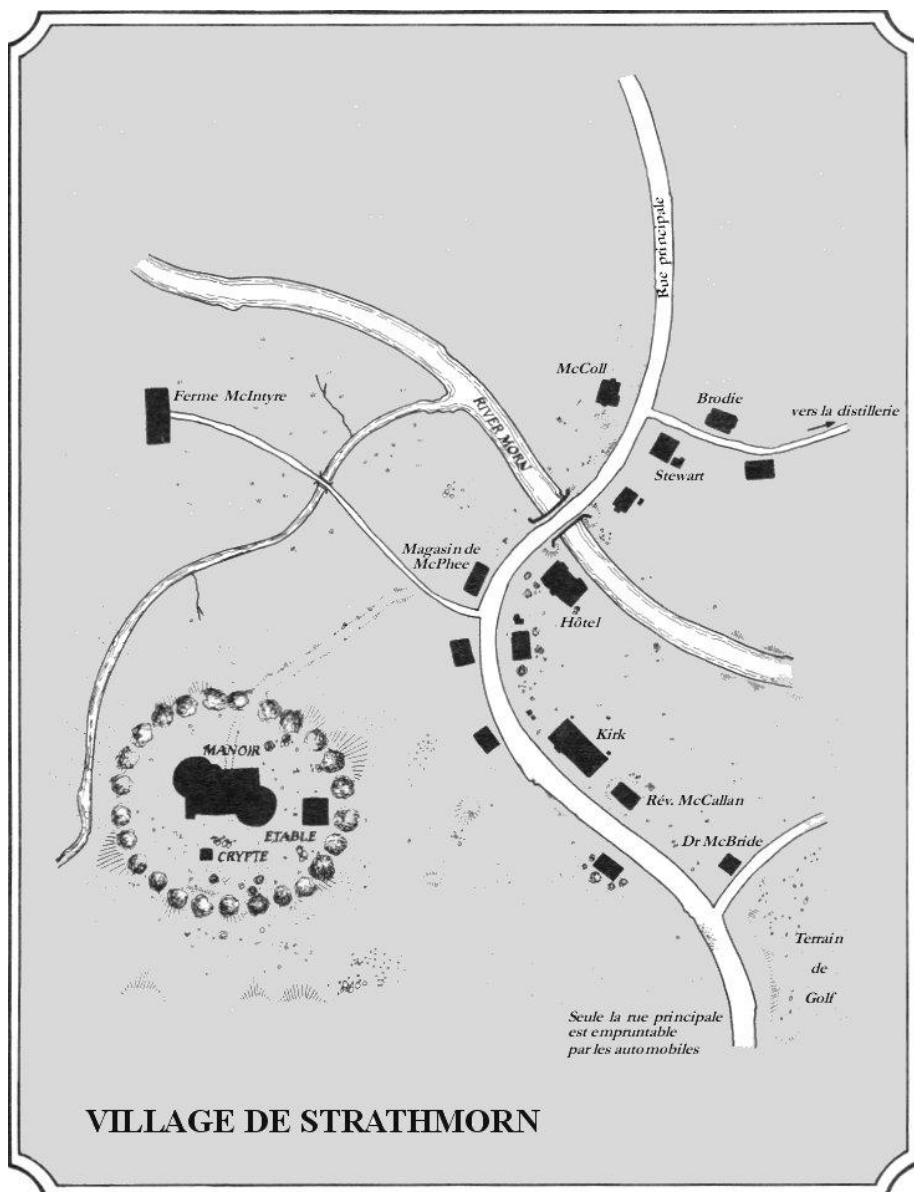 Rue principale
McColl
Ferme McIntyre
Brodie
vers la distillerie
RIVER MORN
Stewart
Magasin de
McPhee
Hôtel
Kirk
MANOIR
Rév. McCallan
ETABLE
Dr McBride
CRYPTE
Terrain
de
Golf
Seule la rue principale
est empruntable
par les automobiles
VILLAGE DE STRATHMORN